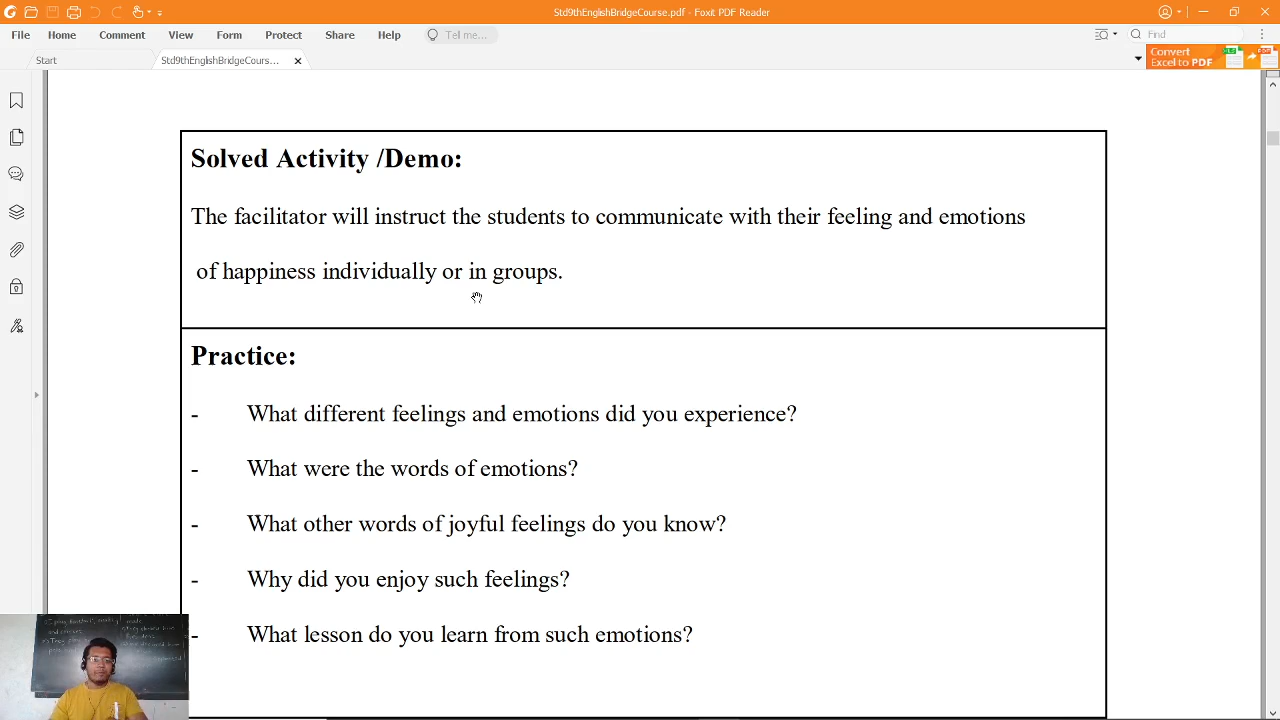 Std9thEnglishBridgeCourse.pdf - Foxit PDF Reader
File Home Comment View Form Protect Share Help Tell me... Find
Start Std9thEnglishBridgeCours...
Convert
Excel to PDF
Solved Activity /Demo:
The facilitator will instruct the students to communicate with their feeling and emotions
of happiness individually or in groups.
Practice:
- What different feelings and emotions did you experience?
- What were the words of emotions?
- What other words of joyful feelings do you know?
- Why did you enjoy such feelings?
- What lesson do you learn from such emotions?